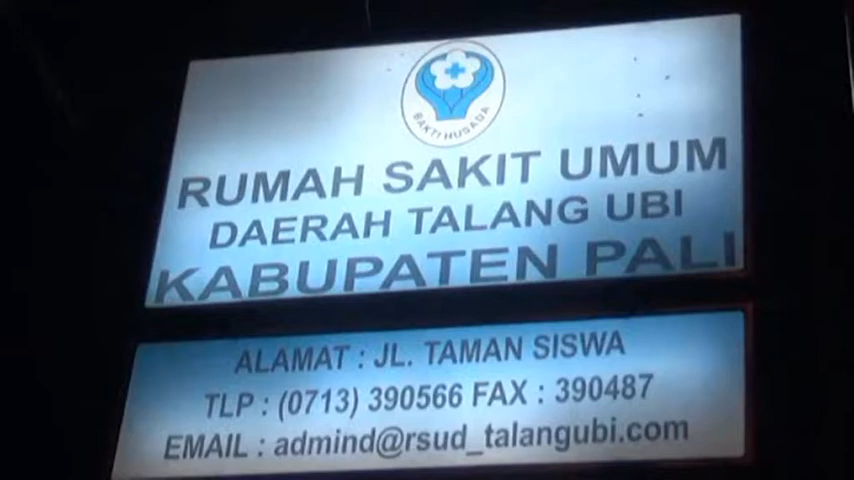 BAKTI HUSADA
RUMAH SAKIT UMUM
DAERAH TALANG UBI
KABUPATEN PALI
ALAMAT : JL. TAMAN SISWA
TLP : (0713) 390566 FAX : 390487
EMAIL : admind@rsud_talangubi.com